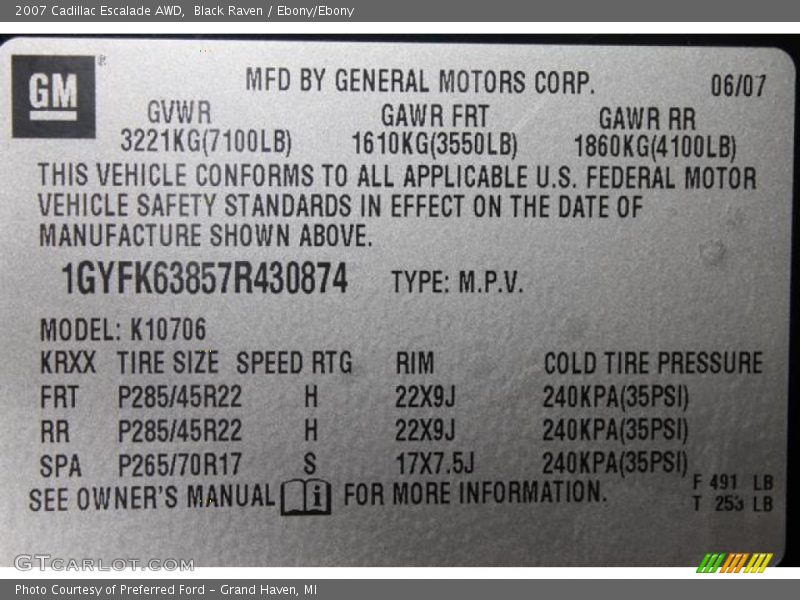 2007 Cadillac Escalade AWD, Black Raven / Ebony/Ebony
GM®
MFD BY GENERAL MOTORS CORP. 06/07
GVWR GAWR FRT GAWR RR
3221KG(7100LB) 1610KG(3550LB) 1860KG(4100LB)
THIS VEHICLE CONFORMS TO ALL APPLICABLE U.S. FEDERAL MOTOR
VEHICLE SAFETY STANDARDS IN EFFECT ON THE DATE OF
MANUFACTURE SHOWN ABOVE.
1GYFK63857R430874 TYPE: M.P.V.
MODEL: K10706
KRXX TIRE SIZE SPEED RTG RIM COLD TIRE PRESSURE
FRT P285/45R22 H 22X9J 240KPA(35PSI)
RR P285/45R22 H 22X9J 240KPA(35PSI)
SPA P265/70R17 S 17X7.5J 240KPA(35PSI)
F 491 LB
SEE OWNER'S MANUAL i FOR MORE INFORMATION.
T 253 LB
GTCARLOT.COM
Photo Courtesy of Preferred Ford – Grand Haven, MI